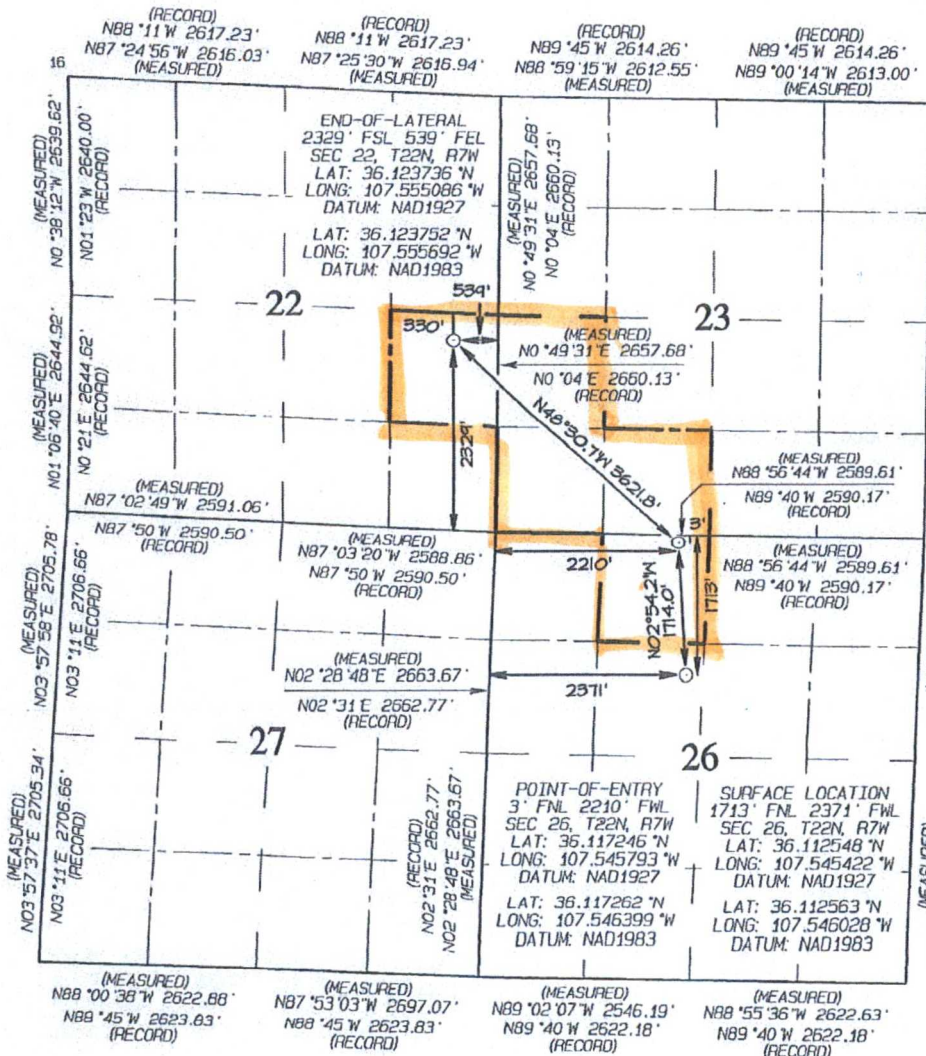 (RECORD)
N88 °11'W 2617.23'
N87 °24'56"W 2616.03'
(MEASURED)
(RECORD)
N88 °11'W 2617.23'
N87 °25'30"W 2616.94'
(MEASURED)
(RECORD)
N89 °45'W 2614.26'
N88 °59'15"W 2612.55'
(MEASURED)
(RECORD)
N89 °45'W 2614.26'
N89 °00'14"W 2613.00'
(MEASURED)
16
(MEASURED)
N0 °38'12"W 2639.62'
N01 °23'W 2640.00'
(RECORD)
END-OF-LATERAL
2329' FSL 539' FEL
SEC 22, T22N, R7W
LAT: 36.123736 °N
LONG: 107.555086 °W
DATUM: NAD1927
LAT: 36.123752 °N
LONG: 107.555692 °W
DATUM: NAD1983
(MEASURED)
N0 °49'31"E 2657.68'
N0 °04'E 2660.13'
(RECORD)
22
23
539'
330'
(MEASURED)
N0 °49'31"E 2657.68'
N0 °04'E 2660.13'
(RECORD)
(MEASURED)
N01 °06'40"E 2644.92'
N0 °21'E 2644.62'
(RECORD)
2329'
N48°30.7'W 3621.8'
(MEASURED)
N88 °56'44"W 2589.61'
N89 °40'W 2590.17'
(RECORD)
3'
(MEASURED)
N87 °02'49"W 2591.06'
N87 °50'W 2590.50'
(RECORD)
N87 °03'20"W 2588.86'
N87 °50'W 2590.50'
(RECORD)
2210'
(MEASURED)
N88 °56'44"W 2589.61'
N89 °40'W 2590.17'
(RECORD)
(MEASURED)
N03 °57'58"E 2705.78'
N03 °11'E 2706.66'
(RECORD)
N02°54.2'W
1714.0'
1713'
(MEASURED)
N02 °28'48"E 2663.67'
N02 °31'E 2662.77'
(RECORD)
2371'
27
26
(MEASURED)
N03 °57'37"E 2705.34'
N03 °11'E 2706.66'
(RECORD)
(RECORD)
N02 °31'E 2662.77'
N02 °28'48"E 2663.67'
(MEASURED)
POINT-OF-ENTRY
3' FNL 2210' FWL
SEC 26, T22N, R7W
LAT: 36.117246 °N
LONG: 107.545793 °W
DATUM: NAD1927
LAT: 36.117262 °N
LONG: 107.546399 °W
DATUM: NAD1983
SURFACE LOCATION
1713' FNL 2371' FWL
SEC 26, T22N, R7W
LAT: 36.112548 °N
LONG: 107.545422 °W
DATUM: NAD1927
LAT: 36.112563 °N
LONG: 107.546028 °W
DATUM: NAD1983
(MEASURED)
N88 °00'38"W 2622.88'
N88 °45'W 2623.83'
(RECORD)
(MEASURED)
N87 °53'03"W 2697.07'
N88 °45'W 2623.83'
(RECORD)
(MEASURED)
N89 °02'07"W 2546.19'
N89 °40'W 2622.18'
(RECORD)
(MEASURED)
N88 °55'36"W 2622.63'
N89 °40'W 2622.18'
(RECORD)